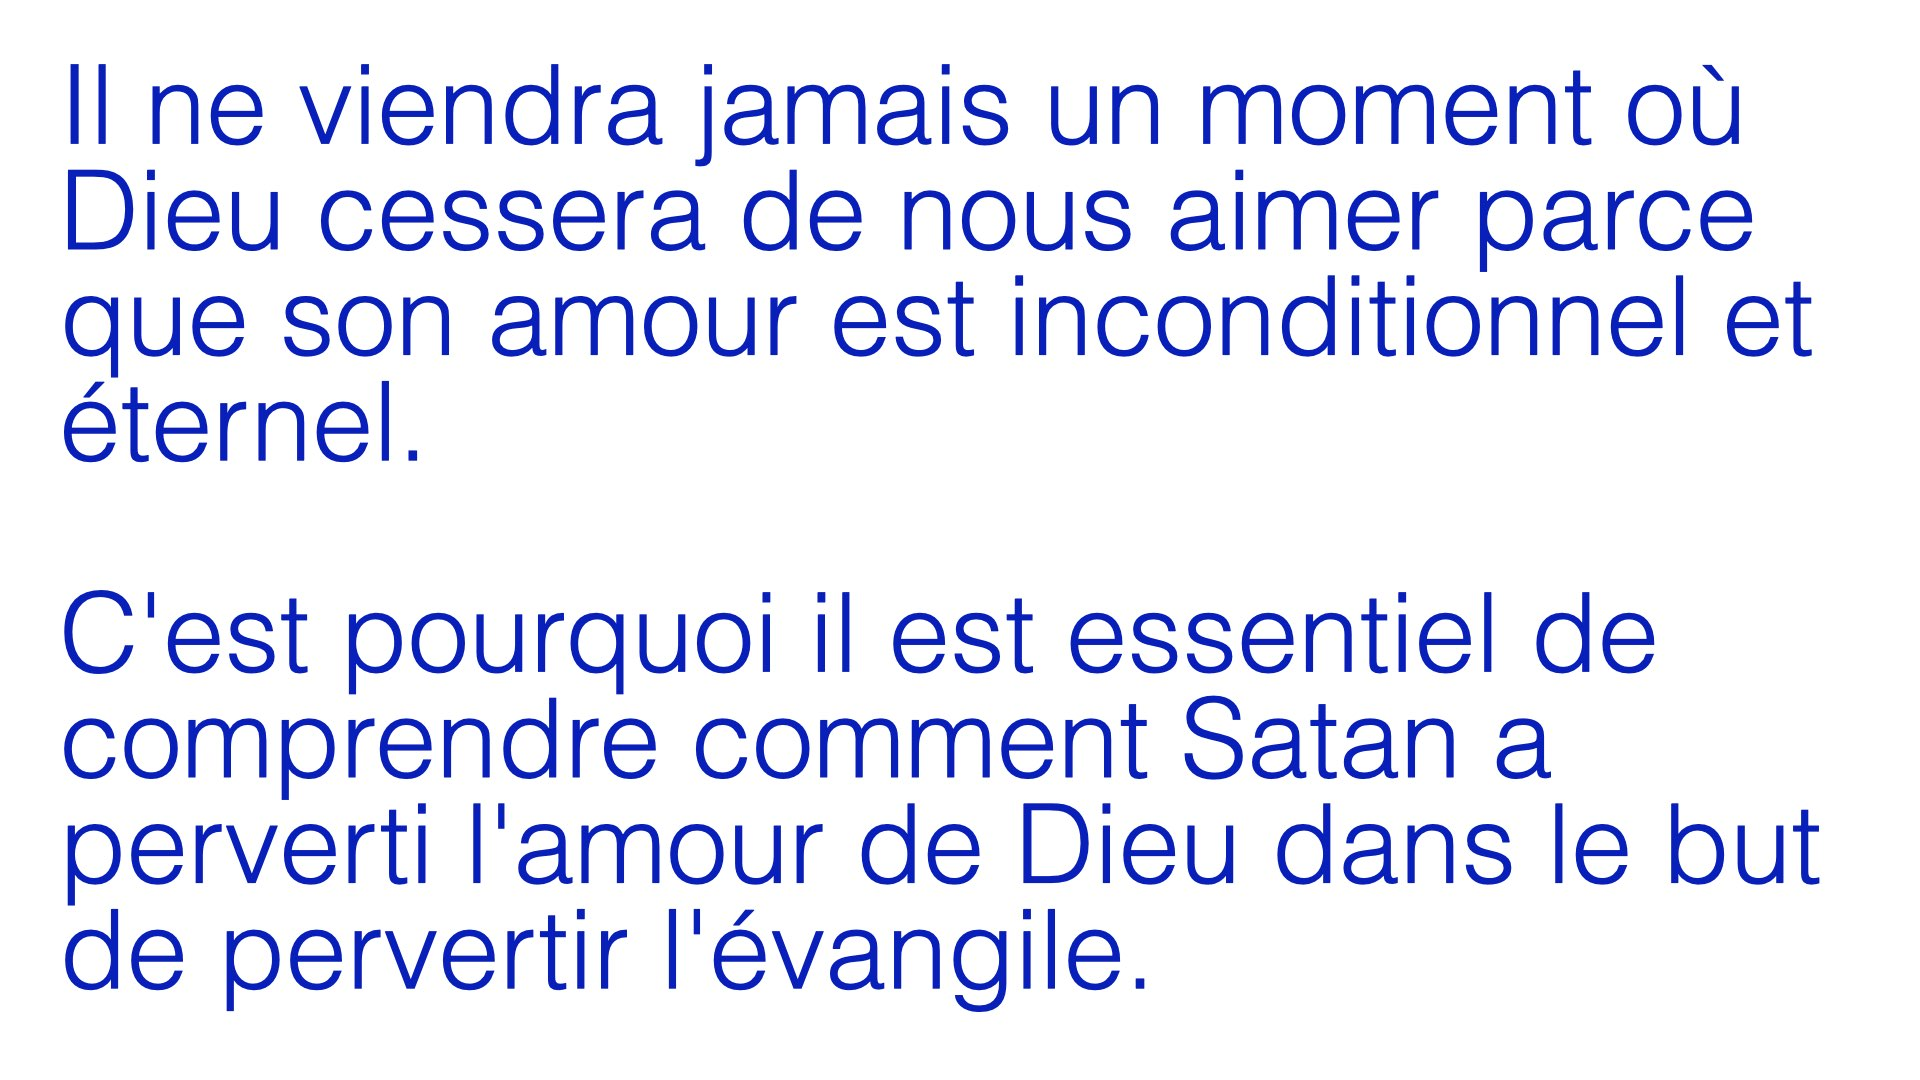 Il ne viendra jamais un moment où
Dieu cessera de nous aimer parce
que son amour est inconditionnel et
éternel.
C'est pourquoi il est essentiel de
comprendre comment Satan a
perverti l'amour de Dieu dans le but
de pervertir l'évangile.